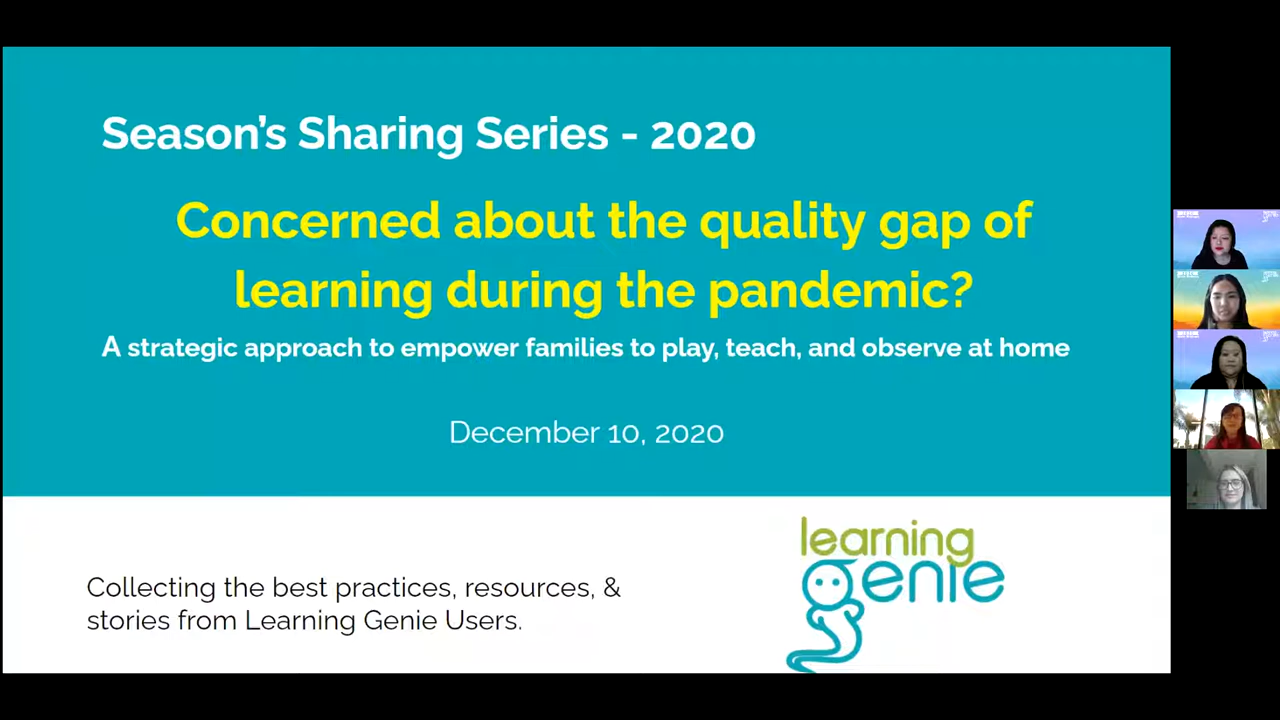 Season's Sharing Series - 2020
Concerned about the quality gap of
learning during the pandemic?
A strategic approach to empower families to play, teach, and observe at home
December 10, 2020
Collecting the best practices, resources, &
stories from Learning Genie Users.
learning
genie